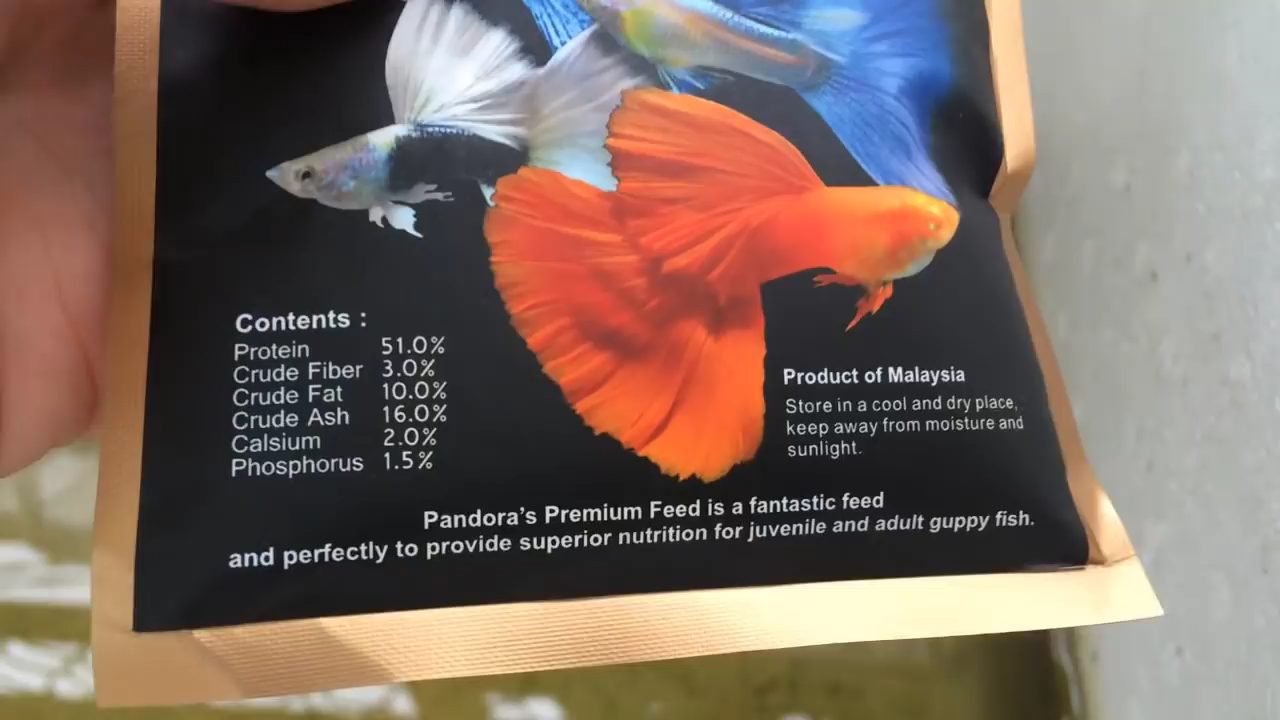 Contents :
Protein 51.0%
Crude Fiber 3.0%
Crude Fat 10.0%
Crude Ash 16.0%
Calsium 2.0%
Phosphorus 1.5%
Product of Malaysia
Store in a cool and dry place,
keep away from moisture and
sunlight.
Pandora's Premium Feed is a fantastic feed
and perfectly to provide superior nutrition for juvenile and adult guppy fish.